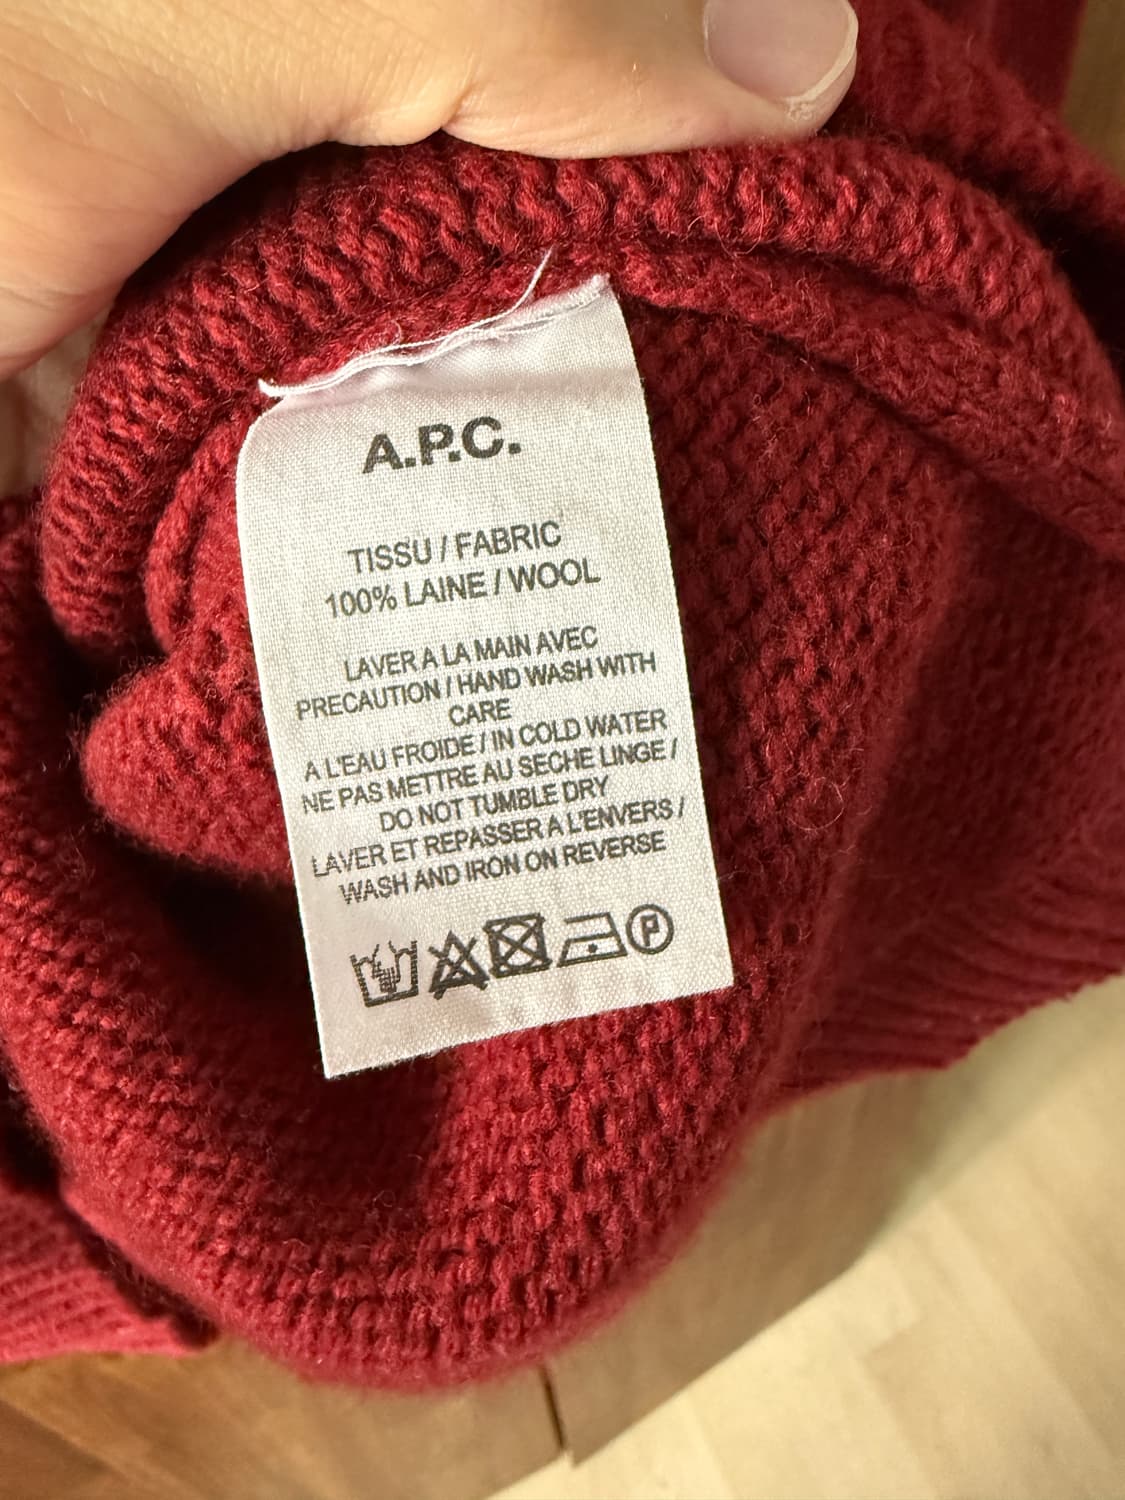 A.P.C.
TISSU / FABRIC
100% LAINE / WOOL
LAVER A LA MAIN AVEC
PRECAUTION / HAND WASH WITH
CARE
A L'EAU FROIDE / IN COLD WATER
NE PAS METTRE AU SECHE LINGE /
DO NOT TUMBLE DRY
LAVER ET REPASSER A L'ENVERS /
WASH AND IRON ON REVERSE
P